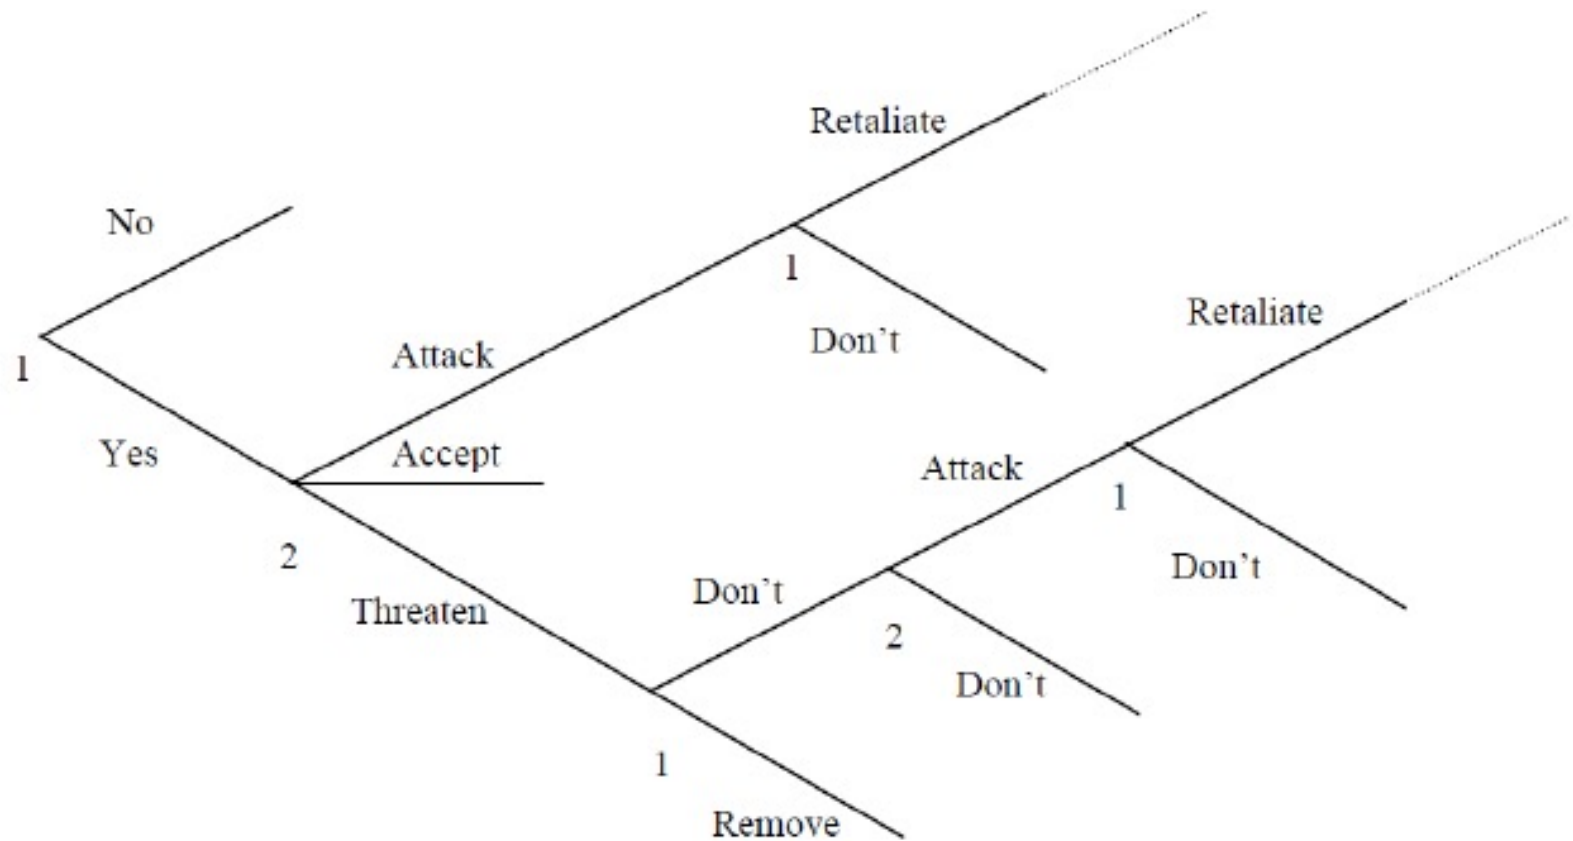 Retaliate
No
1
Retaliate
Don't
Attack
1
Yes
Accept
Attack
1
2
Don't
Don't
Threaten
2
Don't
1
Remove